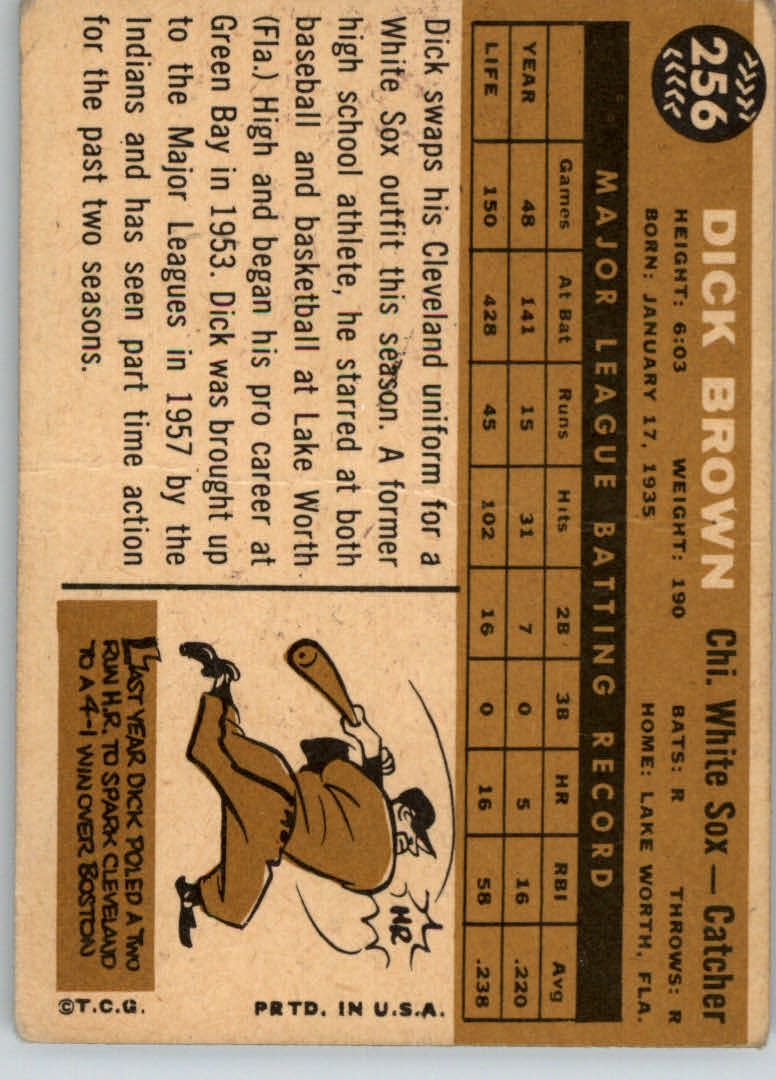 256
DICK BROWN Chi. White Sox — Catcher
HEIGHT: 6:03 WEIGHT: 190 BATS: R THROWS: R
BORN: JANUARY 17, 1935 HOME: LAKE WORTH, FLA.
MAJOR LEAGUE BATTING RECORD
Games At Bat Runs Hits 2B 3B HR RBI Avg
YEAR 48 141 15 31 7 0 5 16 .220
LIFE 150 428 45 102 16 0 16 58 .238
Dick swaps his Cleveland uniform for a
White Sox outfit this season. A former
high school athlete, he starred at both
baseball and basketball at Lake Worth
(Fla.) High and began his pro career at
Green Bay in 1953. Dick was brought up
to the Major Leagues in 1957 by the
Indians and has seen part time action
for the past two seasons.
HR
LAST YEAR DICK POLED A TWO
RUN H.R. TO SPARK CLEVELAND
TO A 4-1 WIN OVER BOSTON
©T.C.G. PRTD. IN U.S.A.